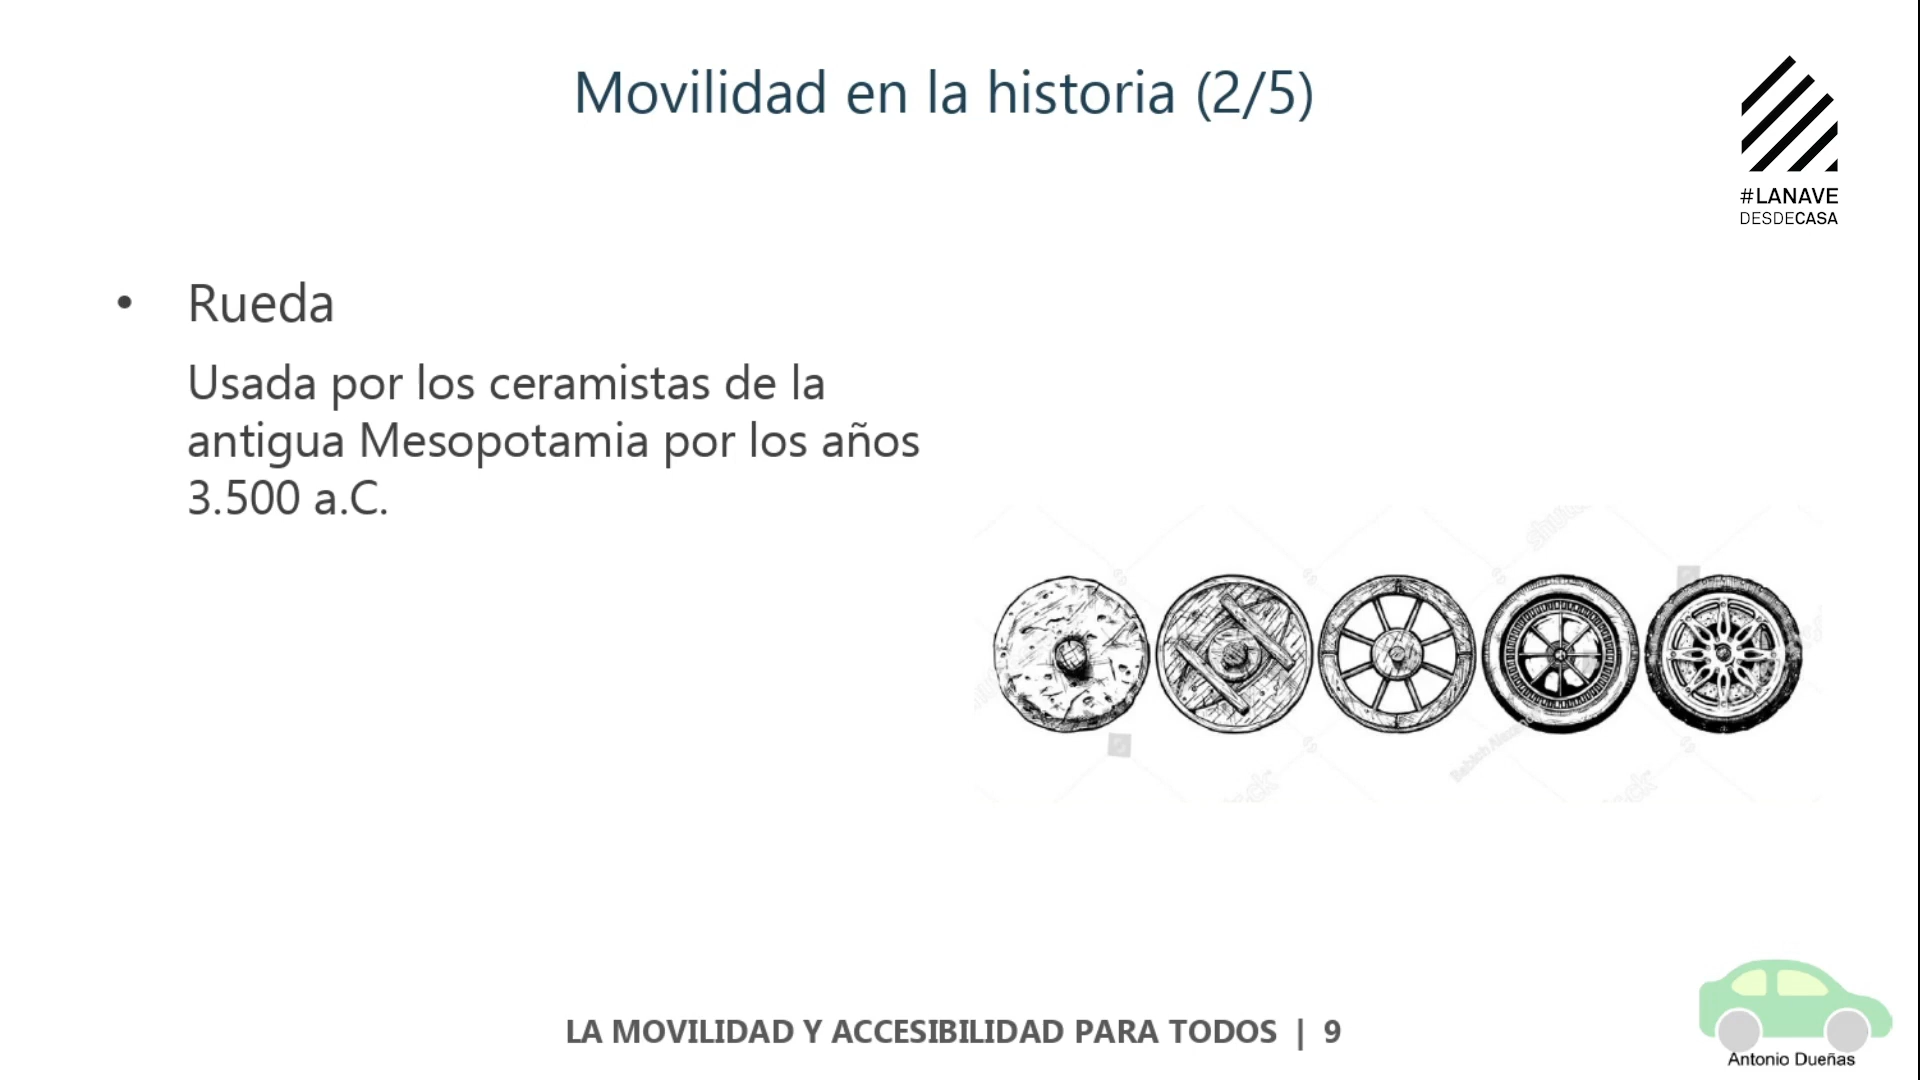 Movilidad en la historia (2/5)
#LANAVE
DESDECASA
• Rueda
Usada por los ceramistas de la
antigua Mesopotamia por los años
3.500 a.C.
LA MOVILIDAD Y ACCESIBILIDAD PARA TODOS | 9
Antonio Dueñas